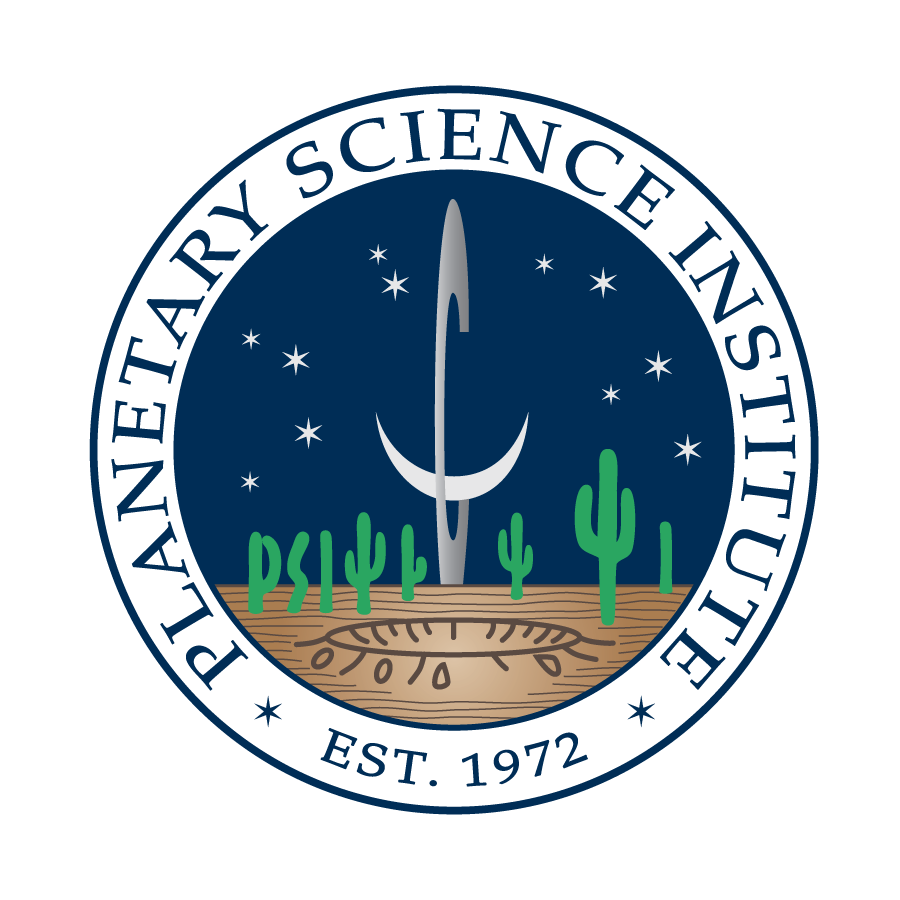 PLANETARY SCIENCE INSTITUTE
PSI
EST. 1972